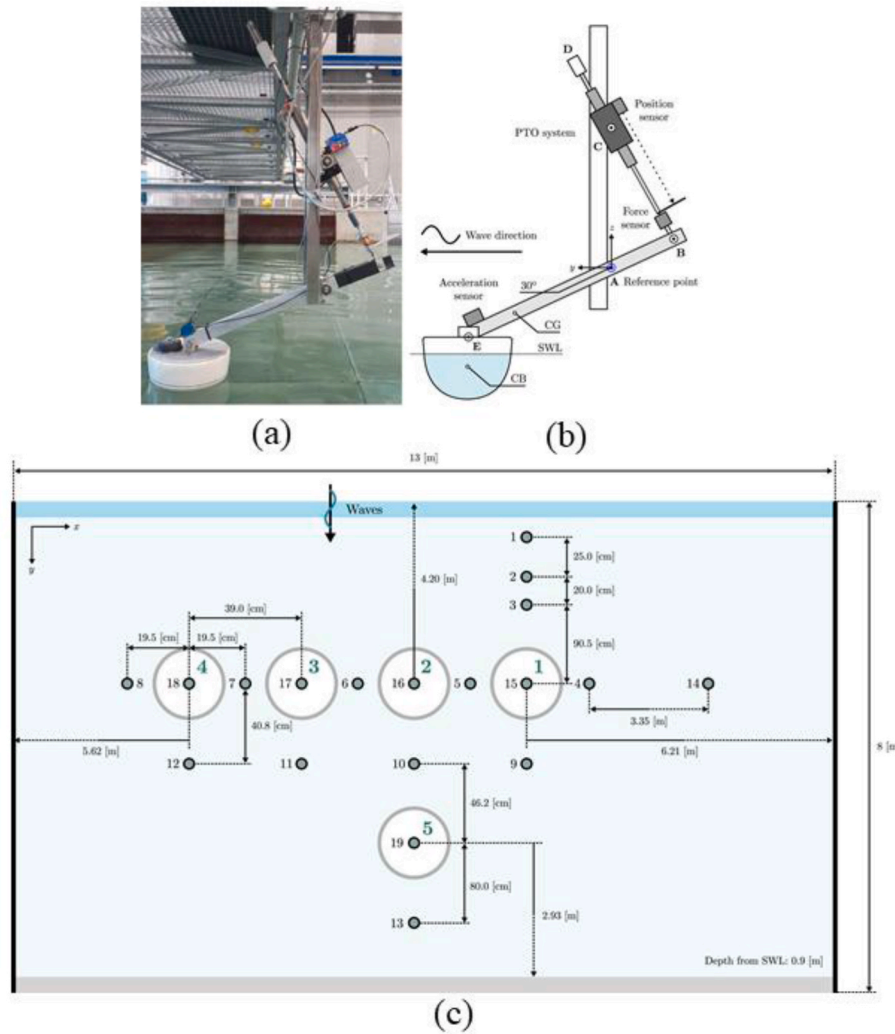 D
Position
sensor
PTO system
C
Force
sensor
z
Wave direction
B
y
A Reference point
Acceleration
sensor
30°
CG
E
SWL
CB
(a)
(b)
13 [m]
Waves
x
y
1
25.0 [cm]
2
4.20 [m]
20.0 [cm]
3
39.0 [cm]
90.5 [cm]
19.5 [cm]
19.5 [cm]
4
3
2
1
8
18
7
17
6
16
5
15
4
14
40.8 [cm]
3.35 [m]
5.62 [m]
6.21 [m]
12
11
10
9
46.2 [cm]
5
19
80.0 [cm]
2.93 [m]
13
Depth from SWL: 0.9 [m]
(c)